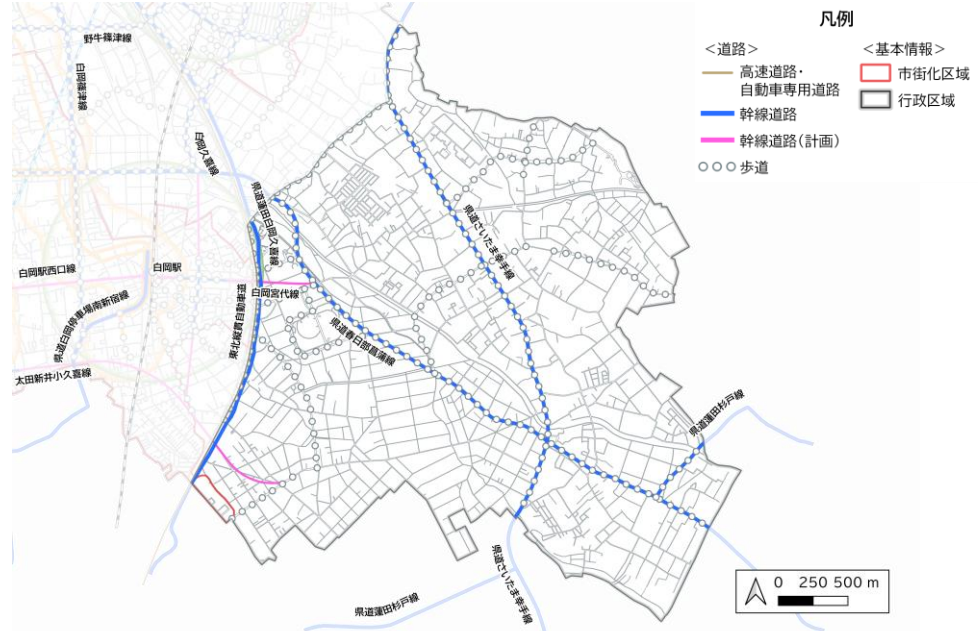 凡例
<道路>
高速道路・
自動車専用道路
幹線道路
幹線道路(計画)
歩道
<基本情報>
市街化区域
行政区域
野牛篠津線
白岡篠津線
白岡久喜線
県道蓮田白岡久喜線
県道さいたま幸手線
白岡駅西口線
白岡駅
白岡宮代線
県道白岡停車場南新宿線
東北縦貫自動車道
県道春日部菖蒲線
太田新井小久喜線
県道蓮田杉戸線
県道さいたま幸手線
県道蓮田杉戸線
0 250 500 m